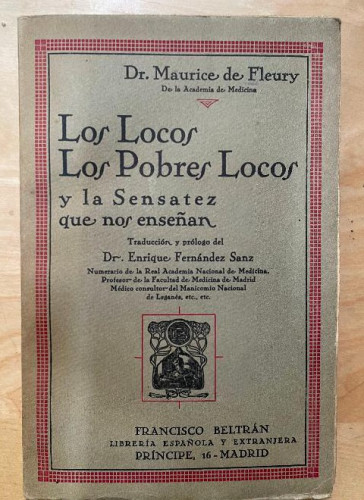 Dr. Maurice de Fleury
De la Academia de Medicina
Los Locos
Los Pobres Locos
y la Sensatez
que nos enseñan
Traducción y prólogo del
Dr. Enrique Fernández Sanz
Numerario de la Real Academia Nacional de Medicina,
Profesor de la Facultad de Medicina de Madrid
Médico consultor del Manicomio Nacional
de Leganés, etc., etc.
FRANCISCO BELTRÁN
LIBRERÍA ESPAÑOLA Y EXTRANJERA
PRÍNCIPE, 16-MADRID